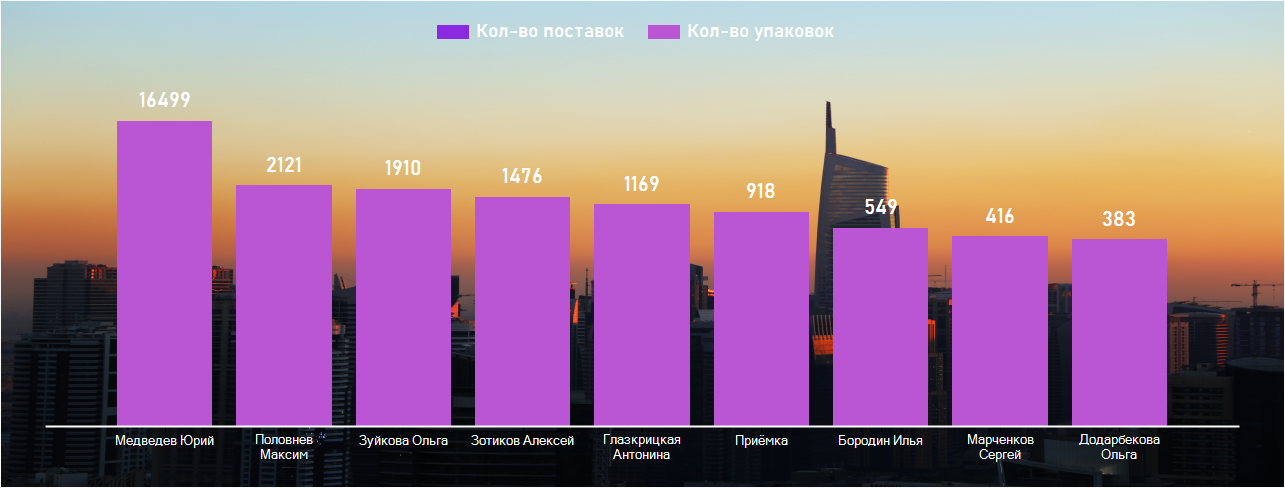 Кол-во поставок Кол-во упаковок
16499
2121
1910
1476
1169
918
549
416
383
Медведев Юрий
Половнев
Максим
Зуйкова Ольга
Зотиков Алексей
Глазкрицкая
Антонина
Приёмка
Бородин Илья
Марченков
Сергей
Додарбекова
Ольга